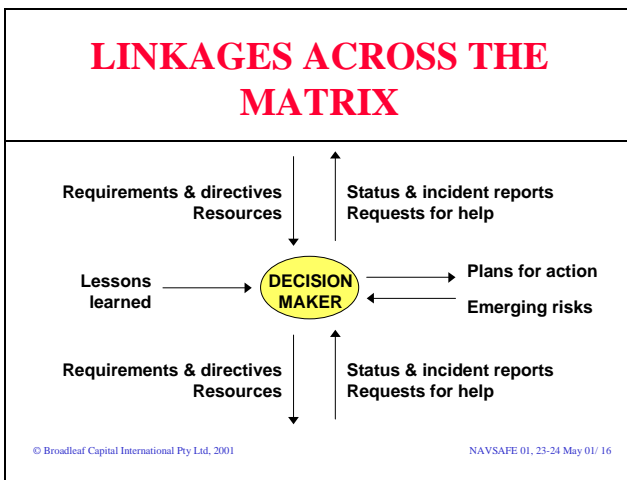 LINKAGES ACROSS THE
MATRIX
Requirements & directives
Resources
Status & incident reports
Requests for help
Lessons
learned
DECISION
MAKER
Plans for action
Emerging risks
Requirements & directives
Resources
Status & incident reports
Requests for help
© Broadleaf Capital International Pty Ltd, 2001
NAVSAFE 01, 23-24 May 01/ 16